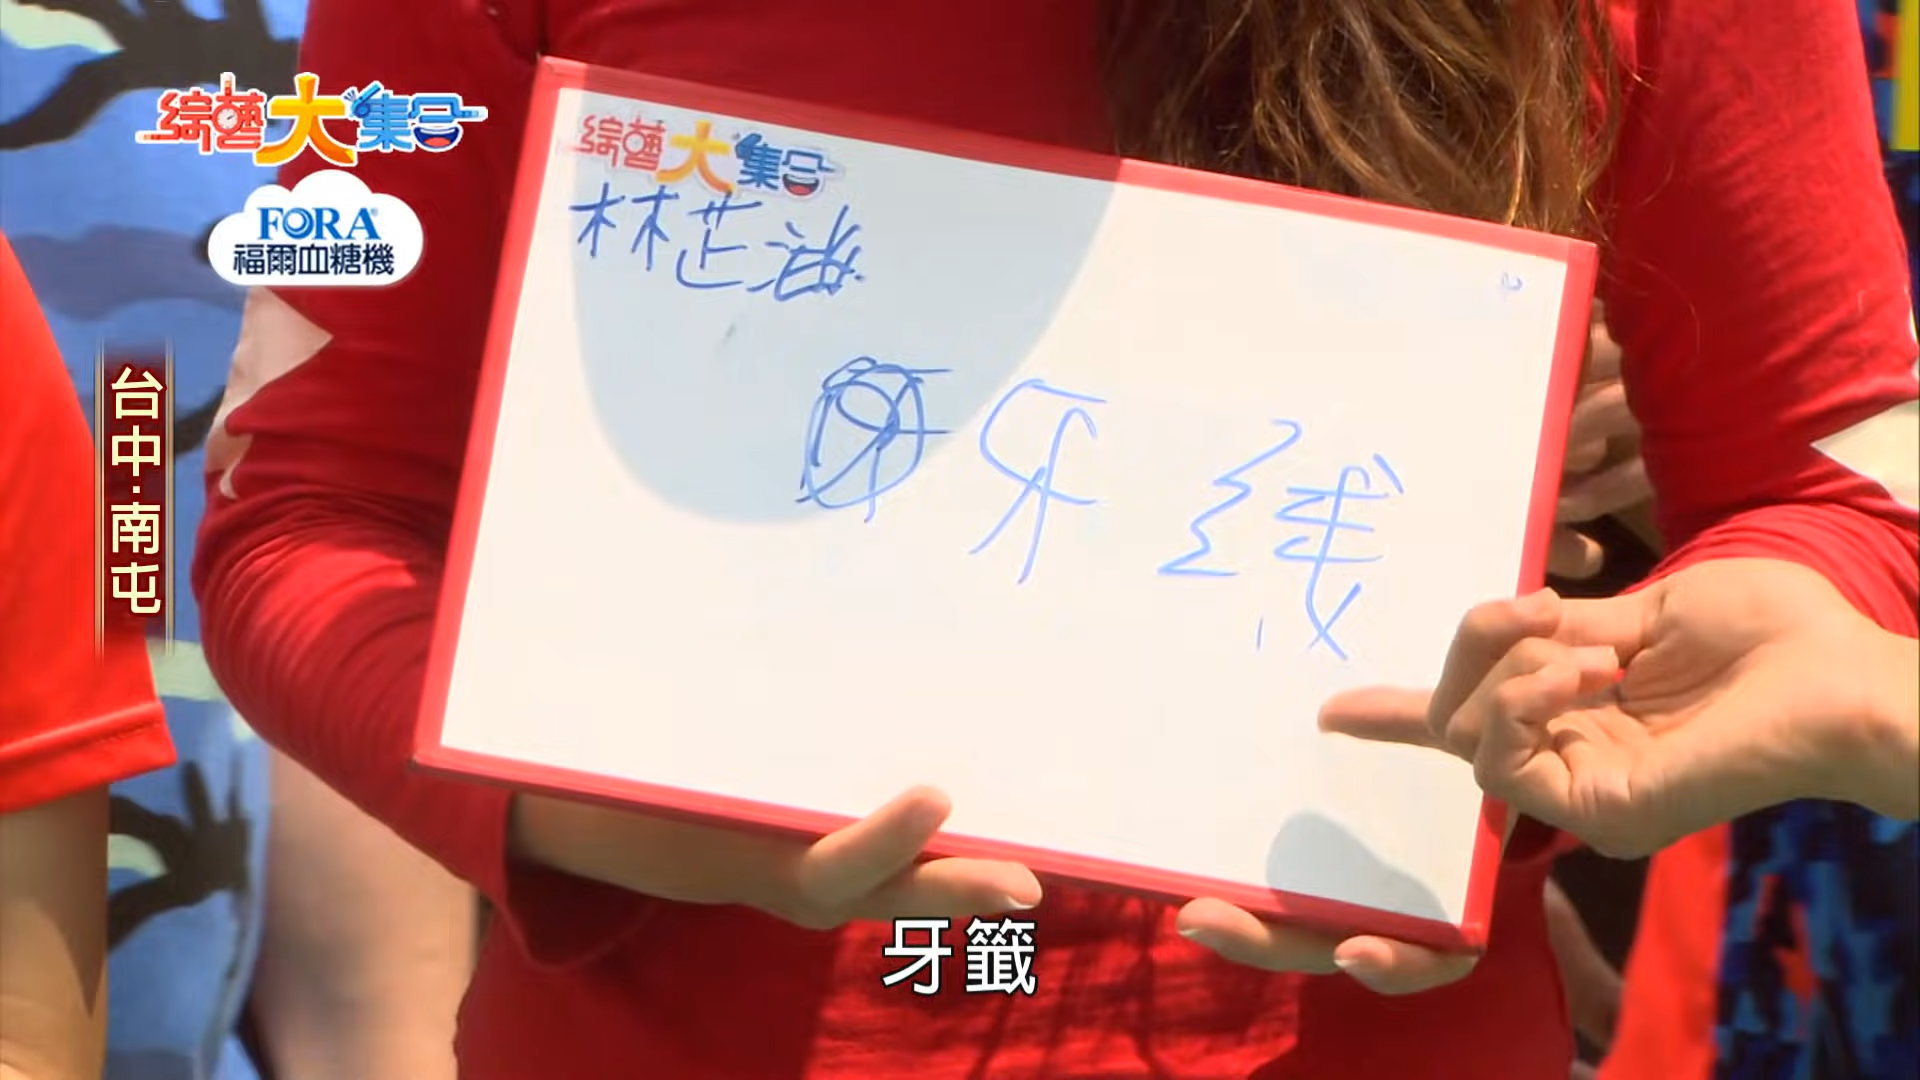 綜藝大集合
FORA
福爾血糖機
台中·南屯
綜藝大集合
林芷
牙线
牙籤